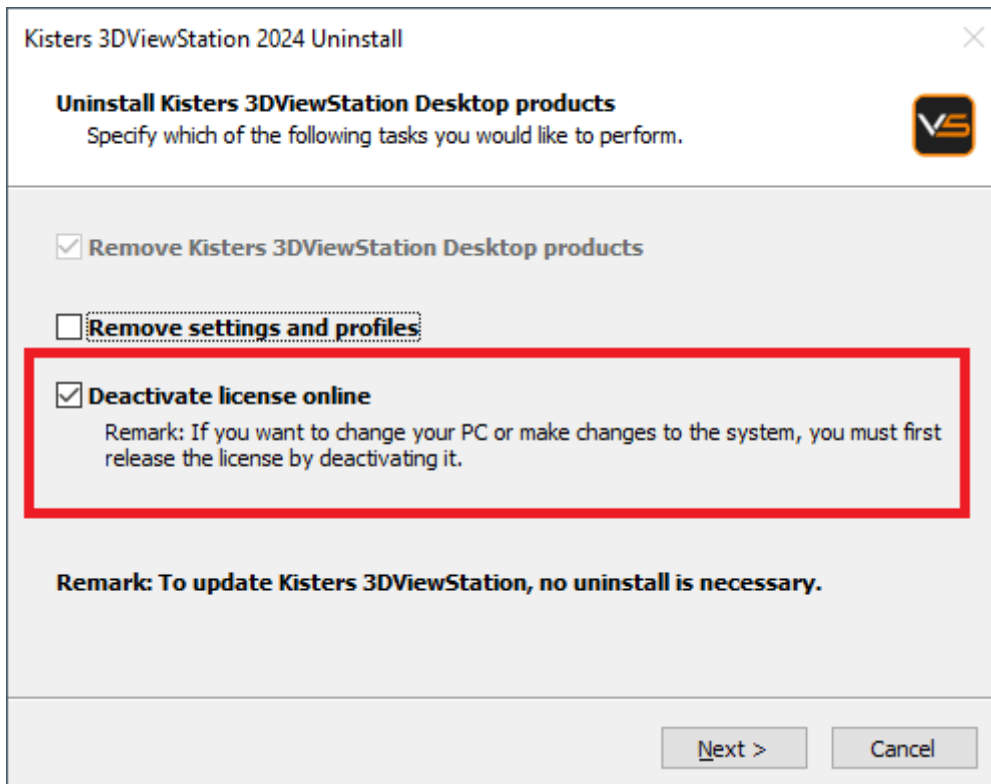 Kisters 3DViewStation 2024 Uninstall
Uninstall Kisters 3DViewStation Desktop products
Specify which of the following tasks you would like to perform.
VS
Remove Kisters 3DViewStation Desktop products
Remove settings and profiles
Deactivate license online
Remark: If you want to change your PC or make changes to the system, you must first
release the license by deactivating it.
Remark: To update Kisters 3DViewStation, no uninstall is necessary.
Next >
Cancel